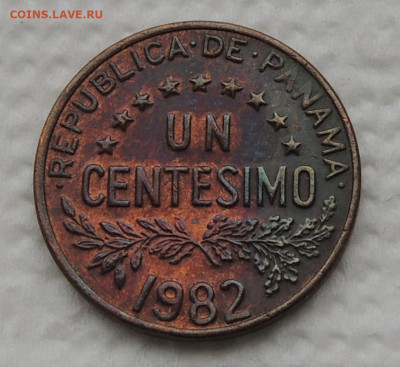 COINS.LAVE.RU
·REPUBLICA·DE·PANAMA·
UN
CENTESIMO
1982